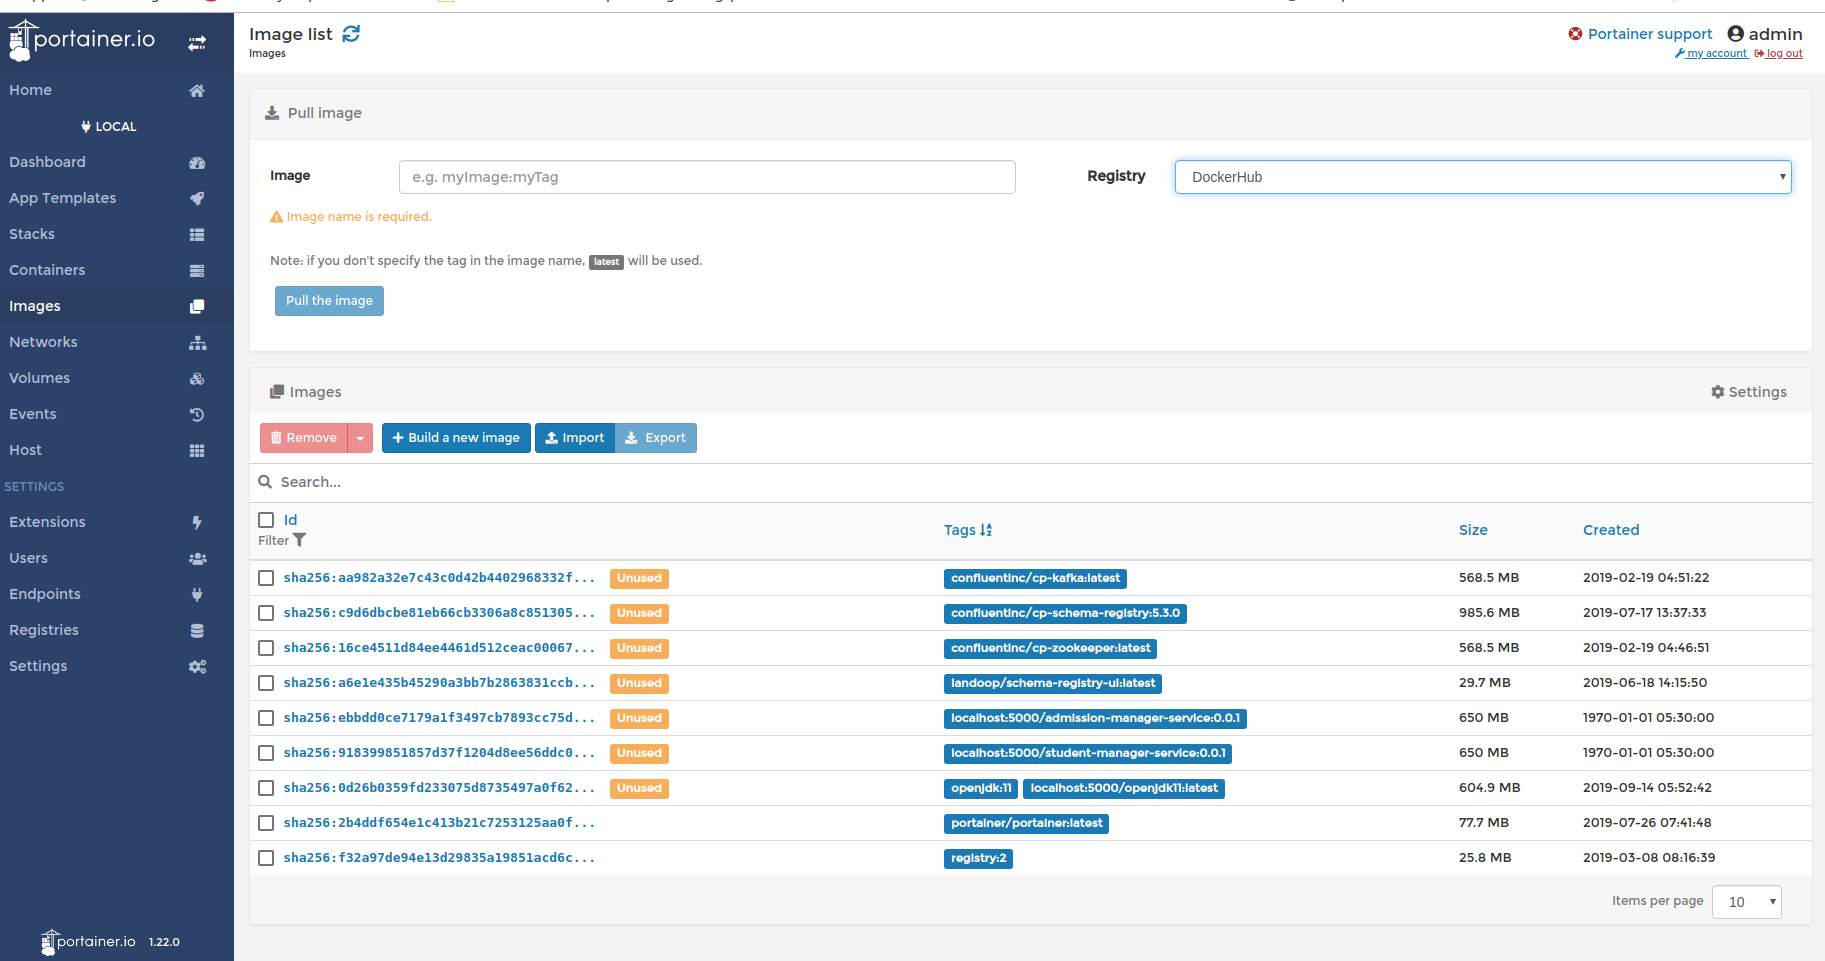 portainer.io
Image list
Images
Portainer support
admin
my account
log out
Home
LOCAL
Dashboard
App Templates
Stacks
Containers
Images
Networks
Volumes
Events
Host
SETTINGS
Extensions
Users
Endpoints
Registries
Settings
portainer.io 1.22.0
Pull image
Image
e.g. myImage:myTag
Registry
DockerHub
Image name is required.
Note: if you don't specify the tag in the image name, latest will be used.
Pull the image
Images
Settings
Remove
Build a new image
Import
Export
Search...
Id
Filter
Tags
Size
Created
sha256:aa982a32e7c43c0d42b4402968332f... Unused confluentinc/cp-kafka:latest 568.5 MB 2019-02-19 04:51:22
sha256:c9d6dbcbe81eb66cb3306a8c851305... Unused confluentinc/cp-schema-registry:5.3.0 985.6 MB 2019-07-17 13:37:33
sha256:16ce4511d84ee4461d512ceac00067... Unused confluentinc/cp-zookeeper:latest 568.5 MB 2019-02-19 04:46:51
sha256:a6e1e435b45290a3bb7b2863831ccb... Unused landoop/schema-registry-ui:latest 29.7 MB 2019-06-18 14:15:50
sha256:ebbdd0ce7179a1f3497cb7893cc75d... Unused localhost:5000/admission-manager-service:0.0.1 650 MB 1970-01-01 05:30:00
sha256:918399851857d37f1204d8ee56ddc0... Unused localhost:5000/student-manager-service:0.0.1 650 MB 1970-01-01 05:30:00
sha256:0d26b0359fd233075d8735497a0f62... Unused openjdk:11 localhost:5000/openjdk11:latest 604.9 MB 2019-09-14 05:52:42
sha256:2b4ddf654e1c413b21c7253125aa0f... portainer/portainer:latest 77.7 MB 2019-07-26 07:41:48
sha256:f32a97de94e13d29835a19851acd6c... registry:2 25.8 MB 2019-03-08 08:16:39
Items per page 10